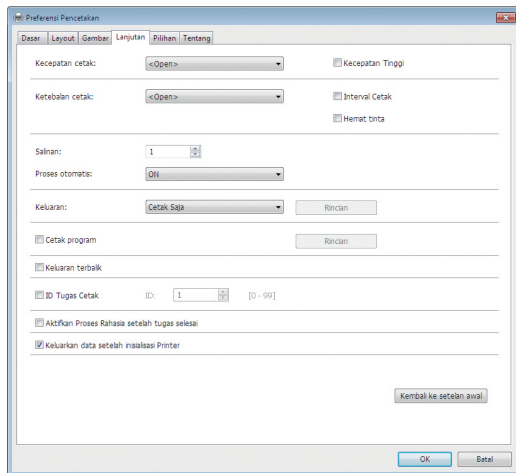 Preferensi Pencetakan
Dasar Layout Gambar Lanjutan Pilihan Tentang
Kecepatan cetak: <Open> Kecepatan Tinggi
Ketebalan cetak: <Open> Interval Cetak
Hemat tinta
Salinan: 1
Proses otomatis: ON
Keluaran: Cetak Saja Rincian
Cetak program Rincian
Keluaran terbalik
ID Tugas Cetak ID: 1 [0 - 99]
Aktifkan Proses Rahasia setelah tugas selesai
Keluarkan data setelah inisialisasi Printer
Kembali ke setelan awal
OK Batal